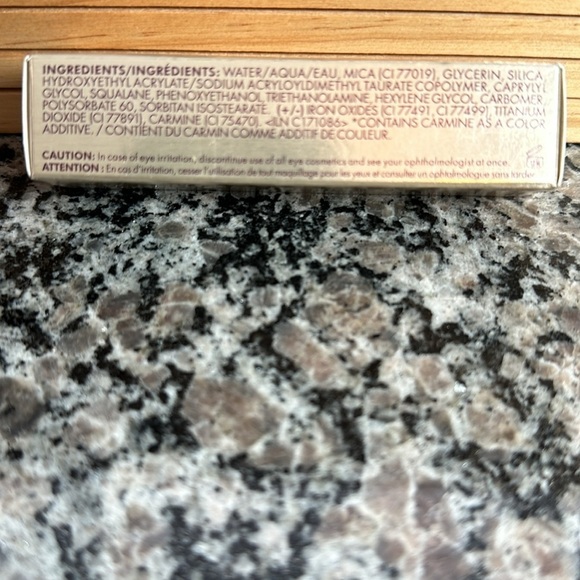 INGREDIENTS/INGRÉDIENTS: WATER/AQUA/EAU, MICA [CI 77019], GLYCERIN, SILICA,
HYDROXYETHYL ACRYLATE/SODIUM ACRYLOYLDIMETHYL TAURATE COPOLYMER, CAPRYLYL
GLYCOL, SQUALANE, PHENOXYETHANOL, TRIETHANOLAMINE, HEXYLENE GLYCOL, CARBOMER,
POLYSORBATE 60, SORBITAN ISOSTEARATE. [+/-] IRON OXIDES [CI 77491, CI 77499], TITANIUM
DIOXIDE [CI 77891], CARMINE [CI 75470]. <ILN C171086> *CONTAINS CARMINE AS A COLOR
ADDITIVE. / CONTIENT DU CARMIN COMME ADDITIF DE COULEUR.
CAUTION: In case of eye irritation, discontinue use of all eye cosmetics and see your ophthalmologist at once.
ATTENTION : En cas d'irritation, cesser l'utilisation de tout maquillage pour les yeux et consulter un ophtalmologue sans tarder